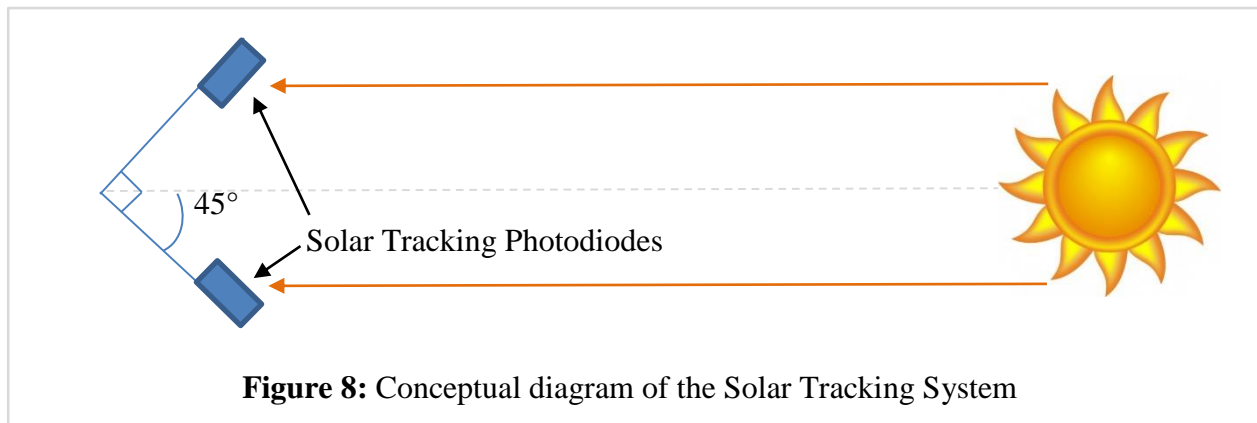 45°
Solar Tracking Photodiodes
Figure 8: Conceptual diagram of the Solar Tracking System